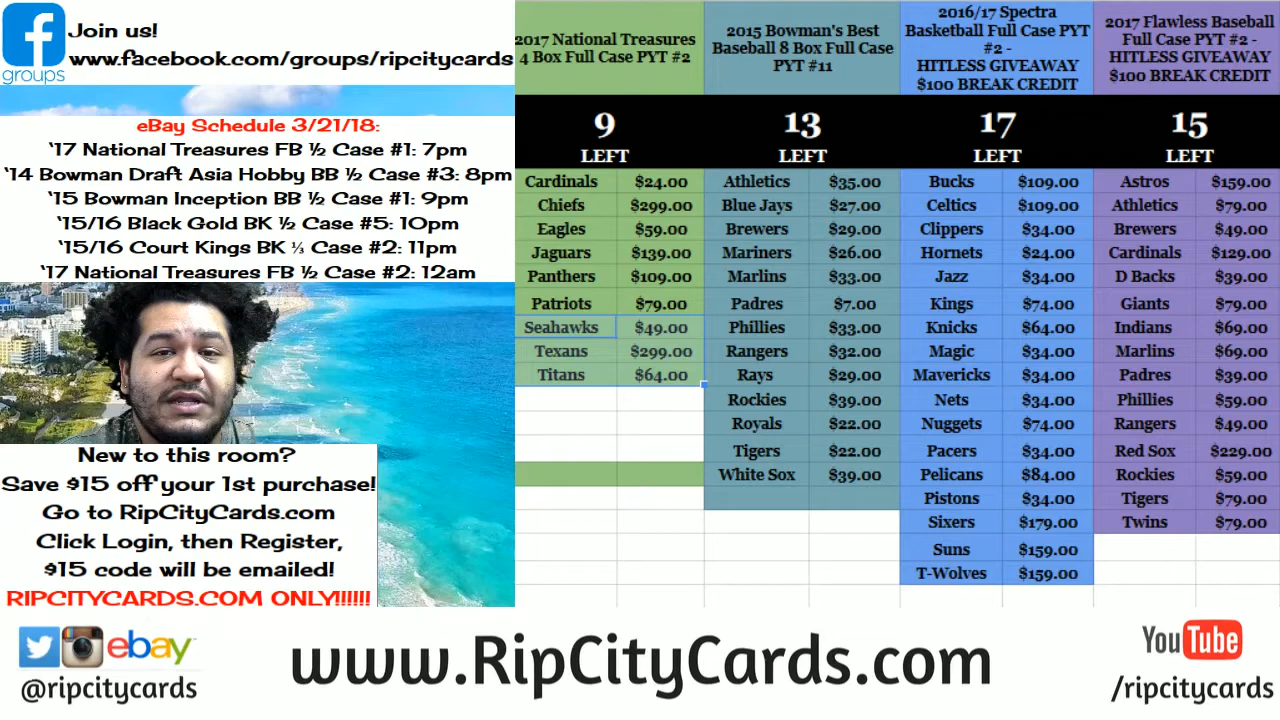 Join us!
www.facebook.com/groups/ripcitycards
groups
eBay Schedule 3/21/18:
'17 National Treasures FB ½ Case #1: 7pm
'14 Bowman Draft Asia Hobby BB ½ Case #3: 8pm
'15 Bowman Inception BB ½ Case #1: 9pm
'15/16 Black Gold BK ½ Case #5: 10pm
'15/16 Court Kings BK ⅓ Case #2: 11pm
'17 National Treasures FB ½ Case #2: 12am
New to this room?
Save $15 off your 1st purchase!
Go to RipCityCards.com
Click Login, then Register,
$15 code will be emailed!
RIPCITYCARDS.COM ONLY!!!!!!
2017 National Treasures
4 Box Full Case PYT #2
9
LEFT
Cardinals $24.00
Chiefs $299.00
Eagles $59.00
Jaguars $139.00
Panthers $109.00
Patriots $79.00
Seahawks $49.00
Texans $299.00
Titans $64.00
2015 Bowman's Best
Baseball 8 Box Full Case
PYT #11
13
LEFT
Athletics $35.00
Blue Jays $27.00
Brewers $29.00
Mariners $26.00
Marlins $33.00
Padres $7.00
Phillies $33.00
Rangers $32.00
Rays $29.00
Rockies $39.00
Royals $22.00
Tigers $22.00
White Sox $39.00
2016/17 Spectra
Basketball Full Case PYT
#2 -
HITLESS GIVEAWAY
$100 BREAK CREDIT
17
LEFT
Bucks $109.00
Celtics $109.00
Clippers $34.00
Hornets $24.00
Jazz $34.00
Kings $74.00
Knicks $64.00
Magic $34.00
Mavericks $34.00
Nets $34.00
Nuggets $74.00
Pacers $34.00
Pelicans $84.00
Pistons $34.00
Sixers $179.00
Suns $159.00
T-Wolves $159.00
2017 Flawless Baseball
Full Case PYT #2 -
HITLESS GIVEAWAY
$100 BREAK CREDIT
15
LEFT
Astros $159.00
Athletics $79.00
Brewers $49.00
Cardinals $129.00
D Backs $39.00
Giants $79.00
Indians $69.00
Marlins $69.00
Padres $39.00
Phillies $59.00
Rangers $49.00
Red Sox $229.00
Rockies $59.00
Tigers $79.00
Twins $79.00
ebay
@ripcitycards
www.RipCityCards.com
YouTube
/ripcitycards